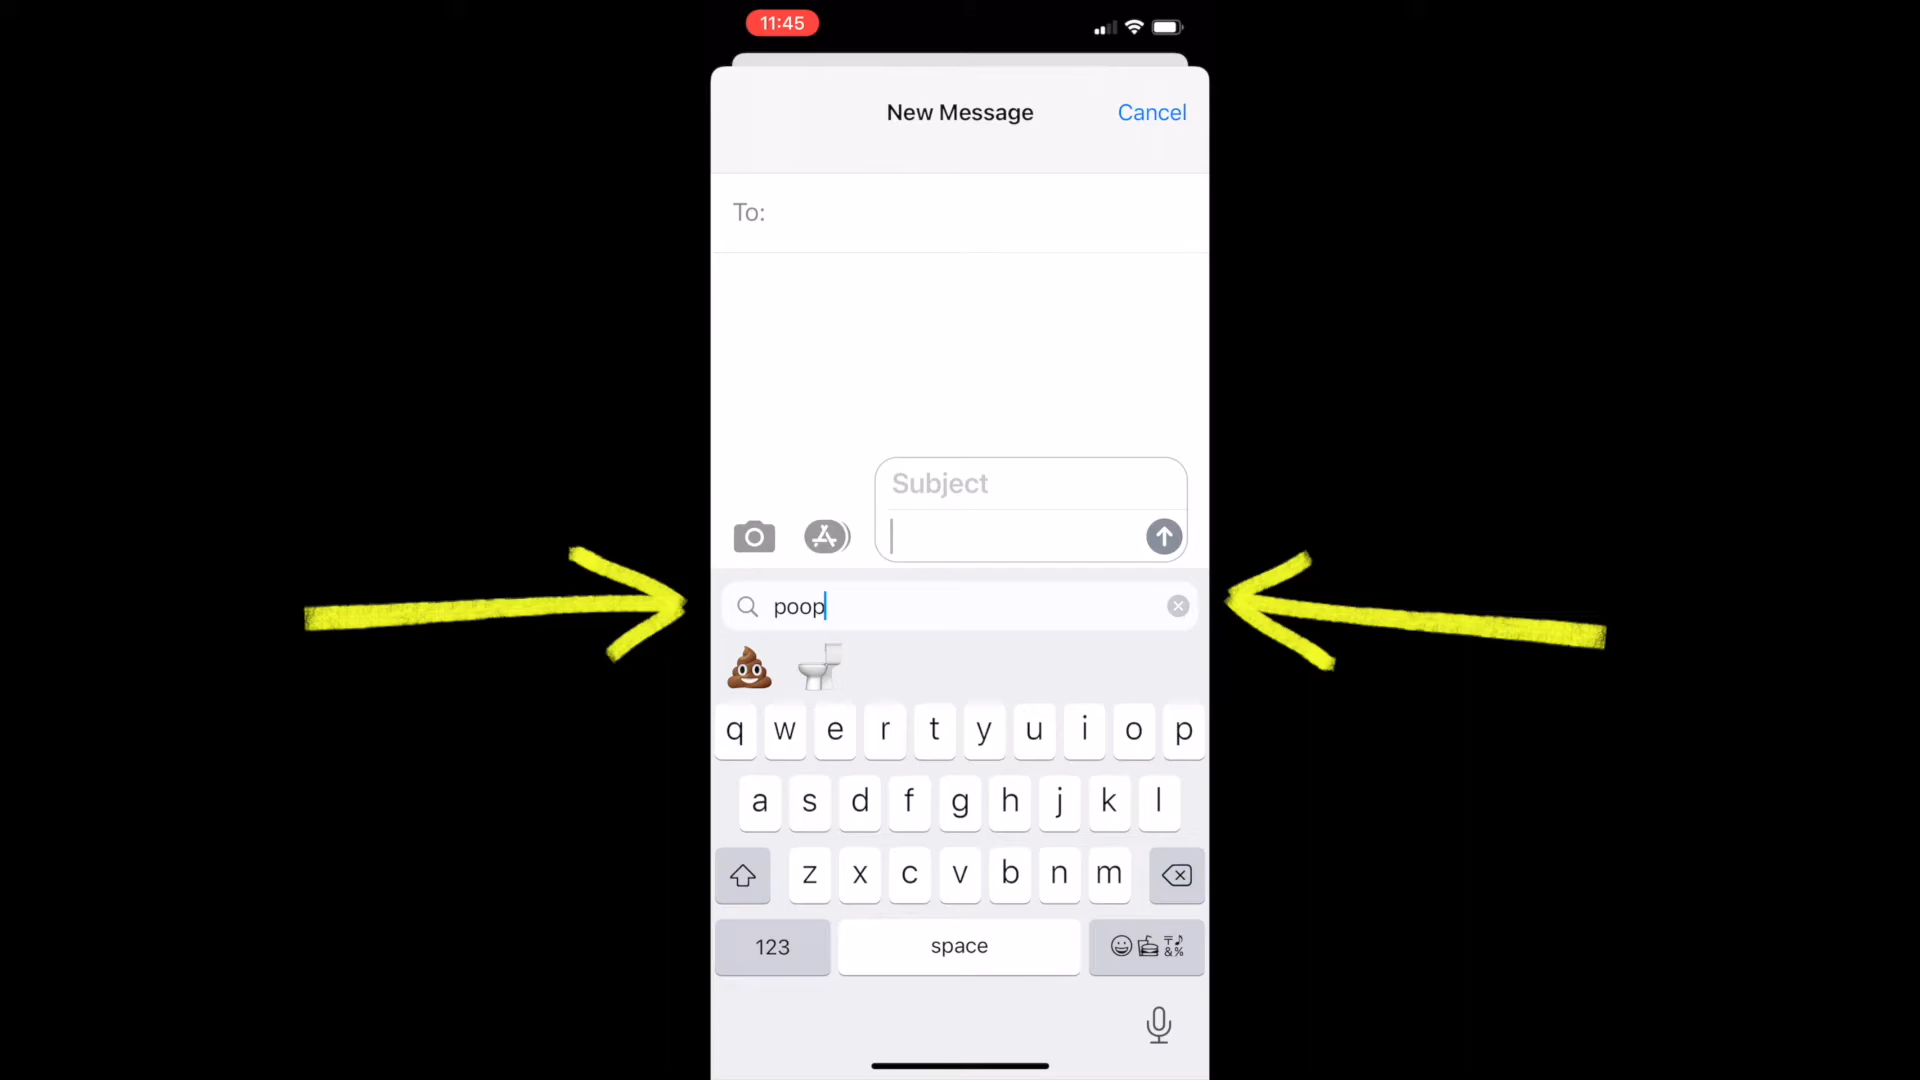 11:45
New Message Cancel
To:
Subject
poop
q w e r t y u i o p
a s d f g h j k l
z x c v b n m
123 space